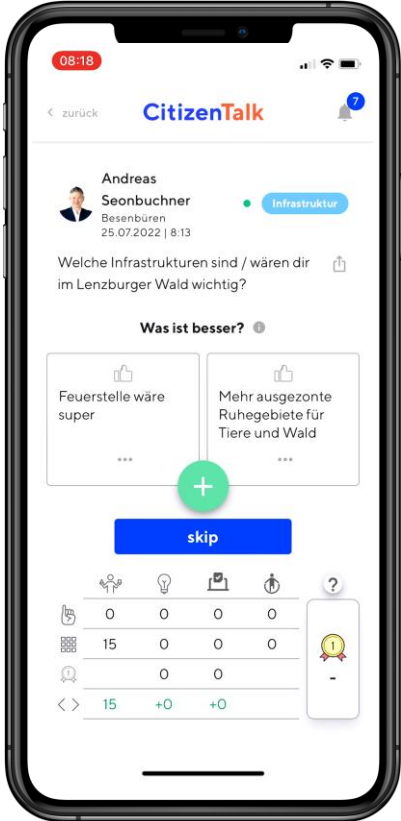 08:18
zurück
CitizenTalk
7
Andreas
Seonbuchner
Besenbüren
25.07.2022 | 8:13
Infrastruktur
Welche Infrastrukturen sind / wären dir
im Lenzburger Wald wichtig?
Was ist besser?
Feuerstelle wäre
super
...
Mehr ausgezonte
Ruhegebiete für
Tiere und Wald
...
+
skip
?
0 0 0 0
15 0 0 0
1
1 0 0
-
< > 15 +0 +0